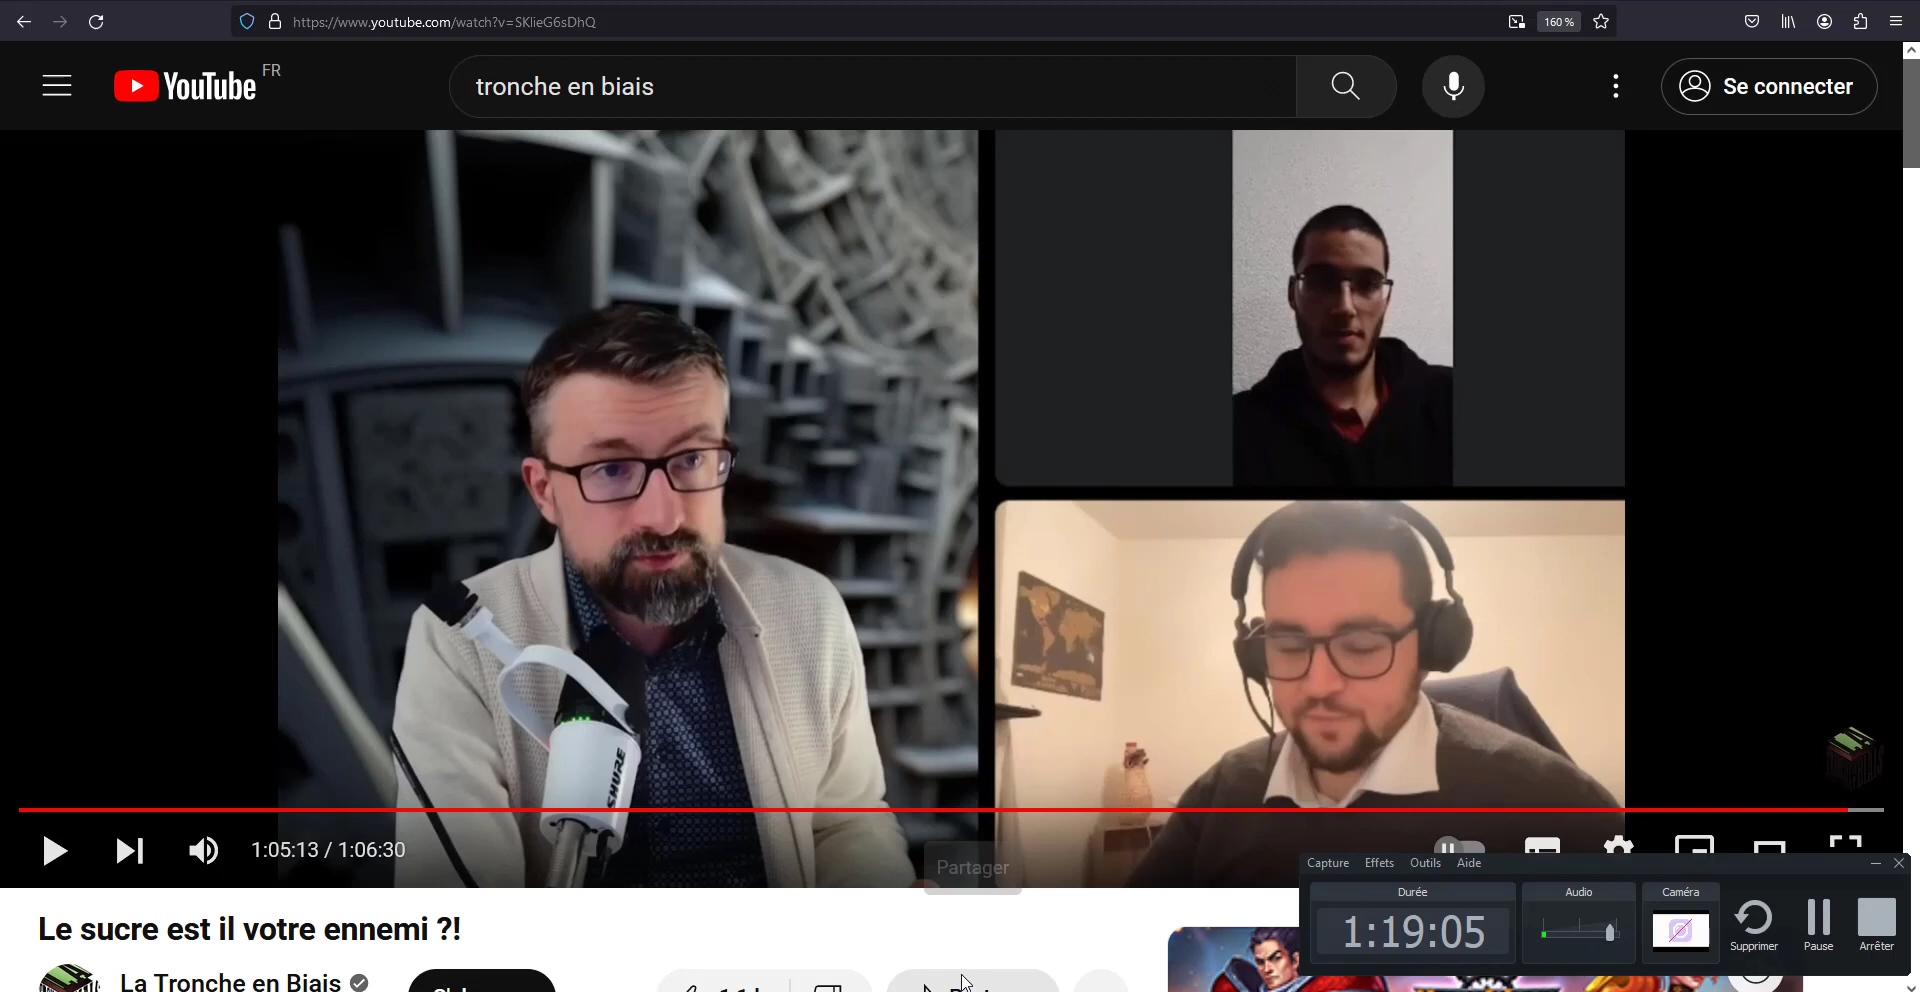 https://www.youtube.com/watch?v=SKlieG6sDhQ
160 %
YouTube FR
tronche en biais
Se connecter
SHURE
1:05:13 / 1:06:30
Partager
Capture Effets Outils Aide
Durée
Audio
Caméra
1:19:05
Supprimer
Pause
Arrêter
Le sucre est il votre ennemi ?!
La Tronche en Biais